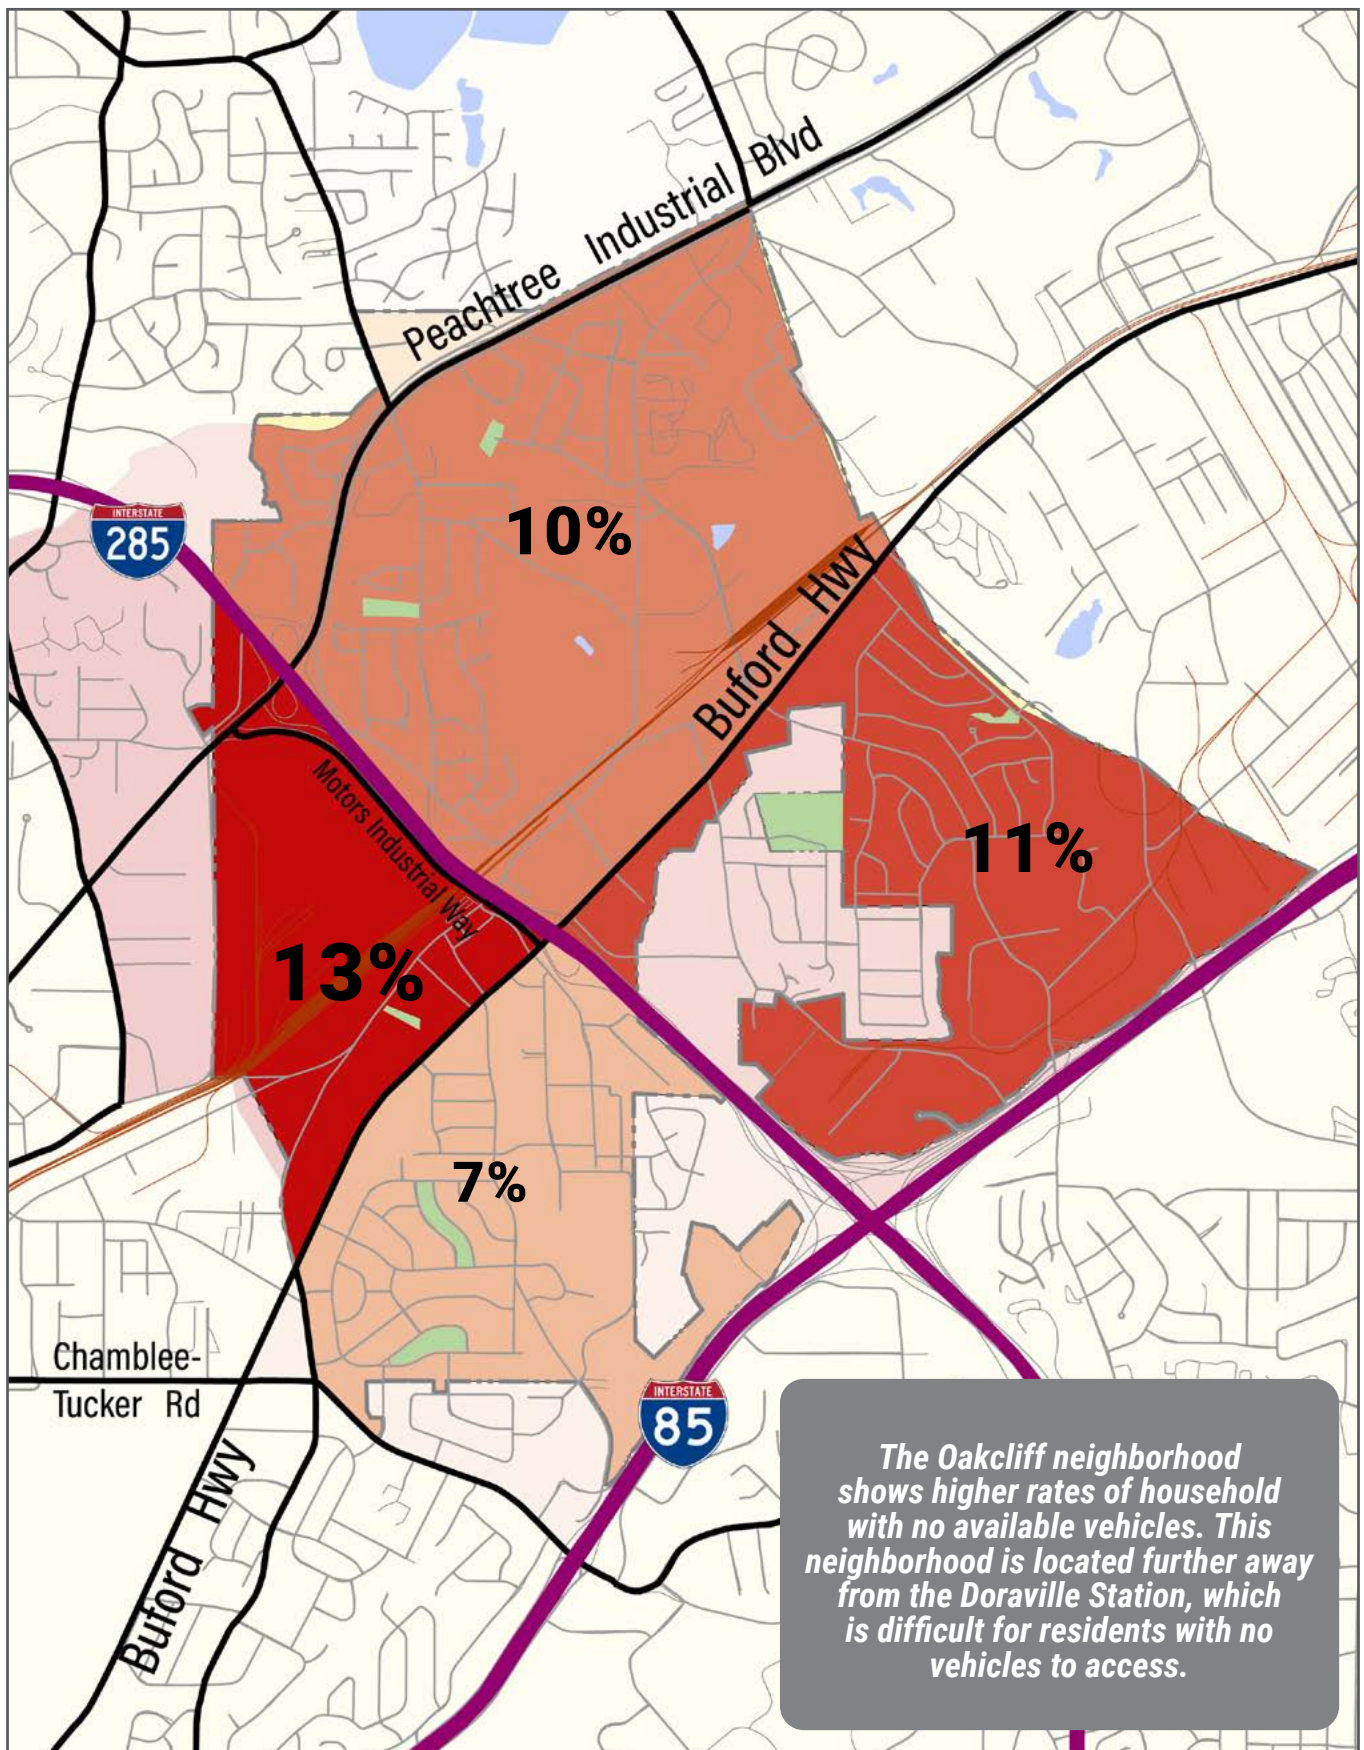 Peachtree Industrial Blvd
INTERSTATE
285
10%
Buford Hwy
Motors Industrial Way
11%
13%
7%
Chamblee-
Tucker Rd
INTERSTATE
85
Buford Hwy
The Oakcliff neighborhood
shows higher rates of household
with no available vehicles. This
neighborhood is located further away
from the Doraville Station, which
is difficult for residents with no
vehicles to access.